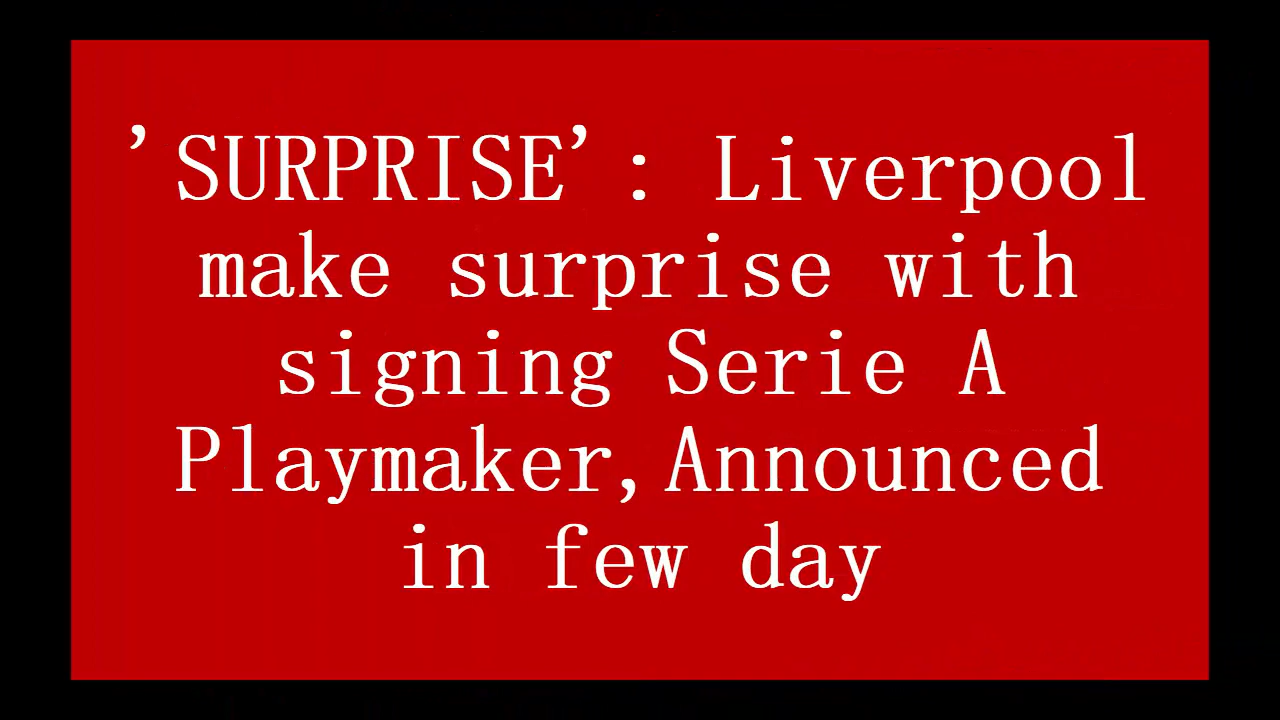 'SURPRISE': Liverpool
make surprise with
signing Serie A
Playmaker,Announced
in few day